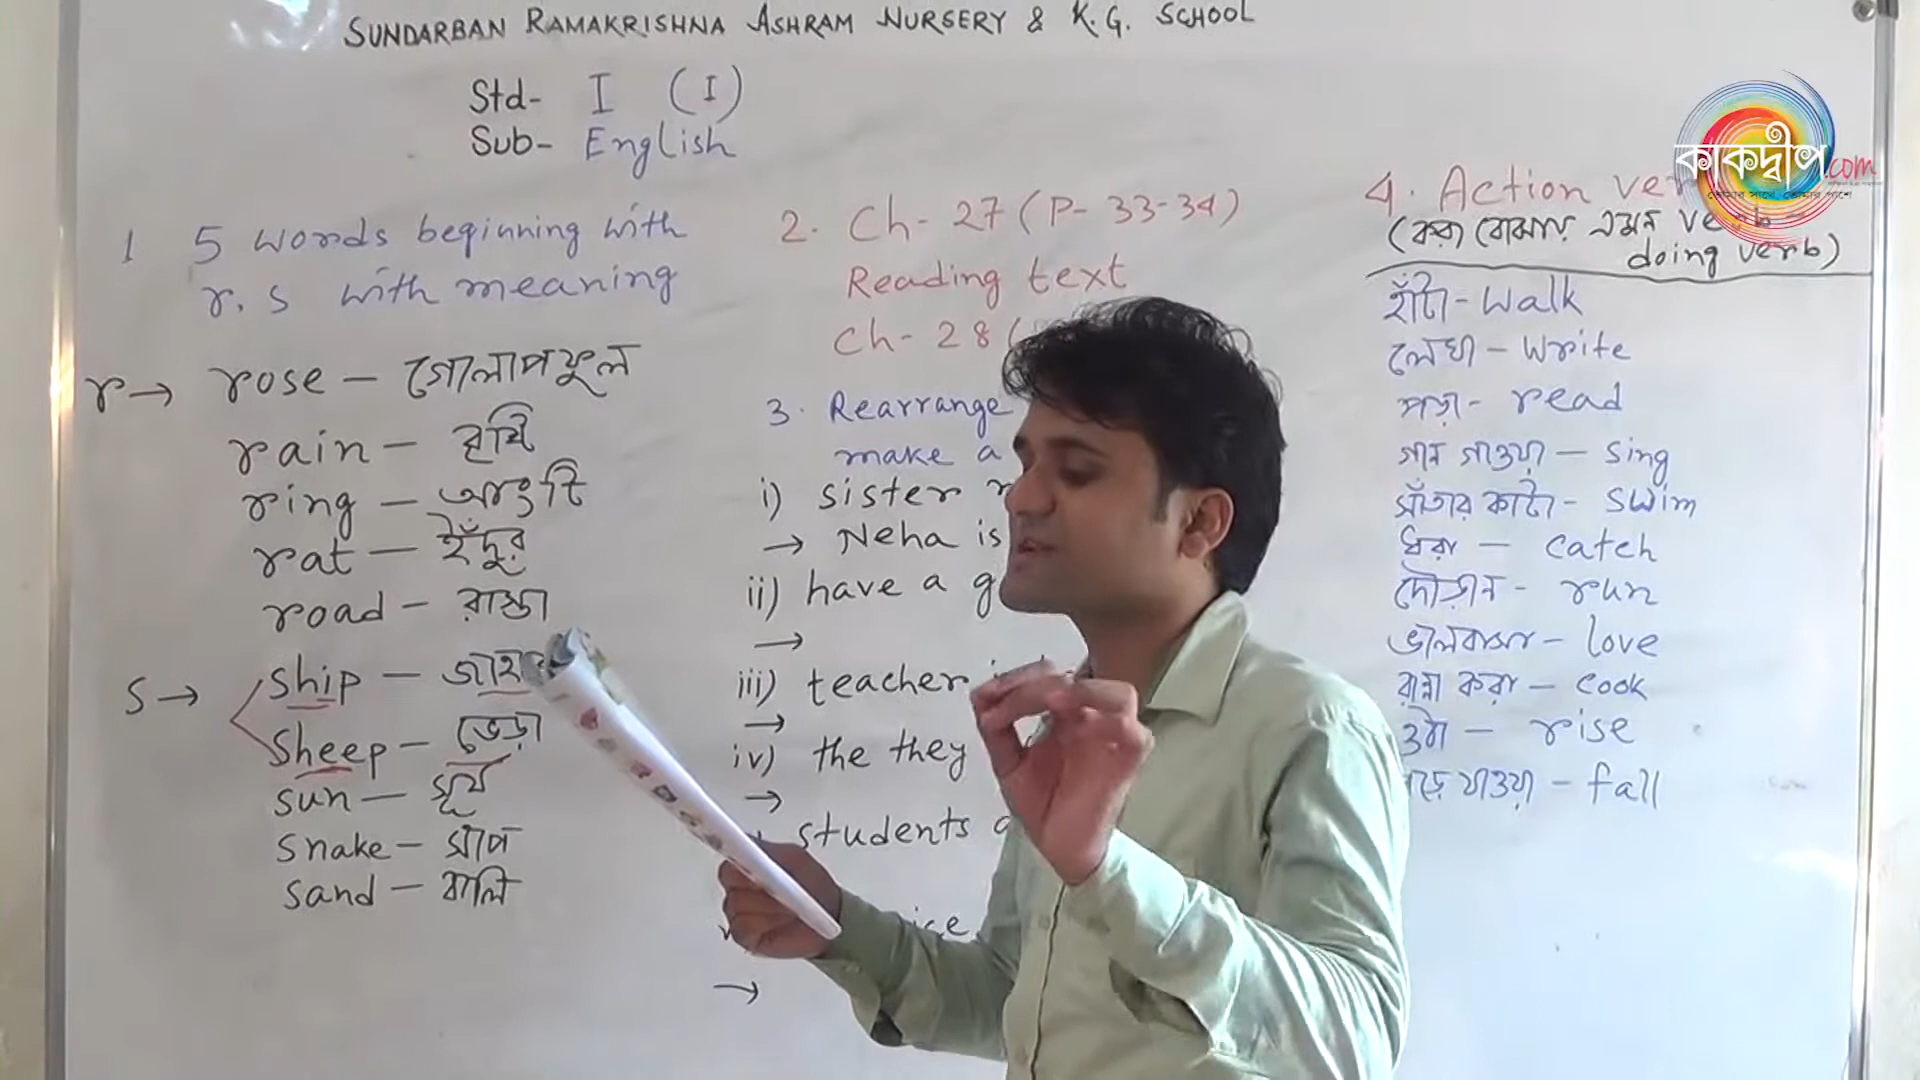 SUNDARBAN RAMAKRISHNA ASHRAM NURSERY & K.G. SCHOOL
Std- I (I)
Sub- English
1 5 words beginning with
r, s with meaning
r→ rose – গোলাপফুল
rain – বৃষ্টি
ring – আংটি
rat – ইঁদুর
road – রাস্তা
s→ ship –
Sheep – ভেড়া
sun – সূর্য
snake – সাপ
sand – বালি
2. Ch- 27 (P- 33-34)
Reading text
Ch- 28
3. Rearrange
make a
i) sister
→ Neha is
ii) have a
→
iii) teacher
→
iv) the they
→
students
→
4. Action
(করা বোঝায় এমন verb –
doing verb)
হাঁটা – walk
লেখা – write
পড়া – read
গান গাওয়া – sing
সাঁতার কাটা – swim
ধরা – catch
দৌড়ান – run
ভালবাসা – love
রান্না করা – cook
ওঠা – rise
যাওয়া – fall
কাকদ্বীপ.com